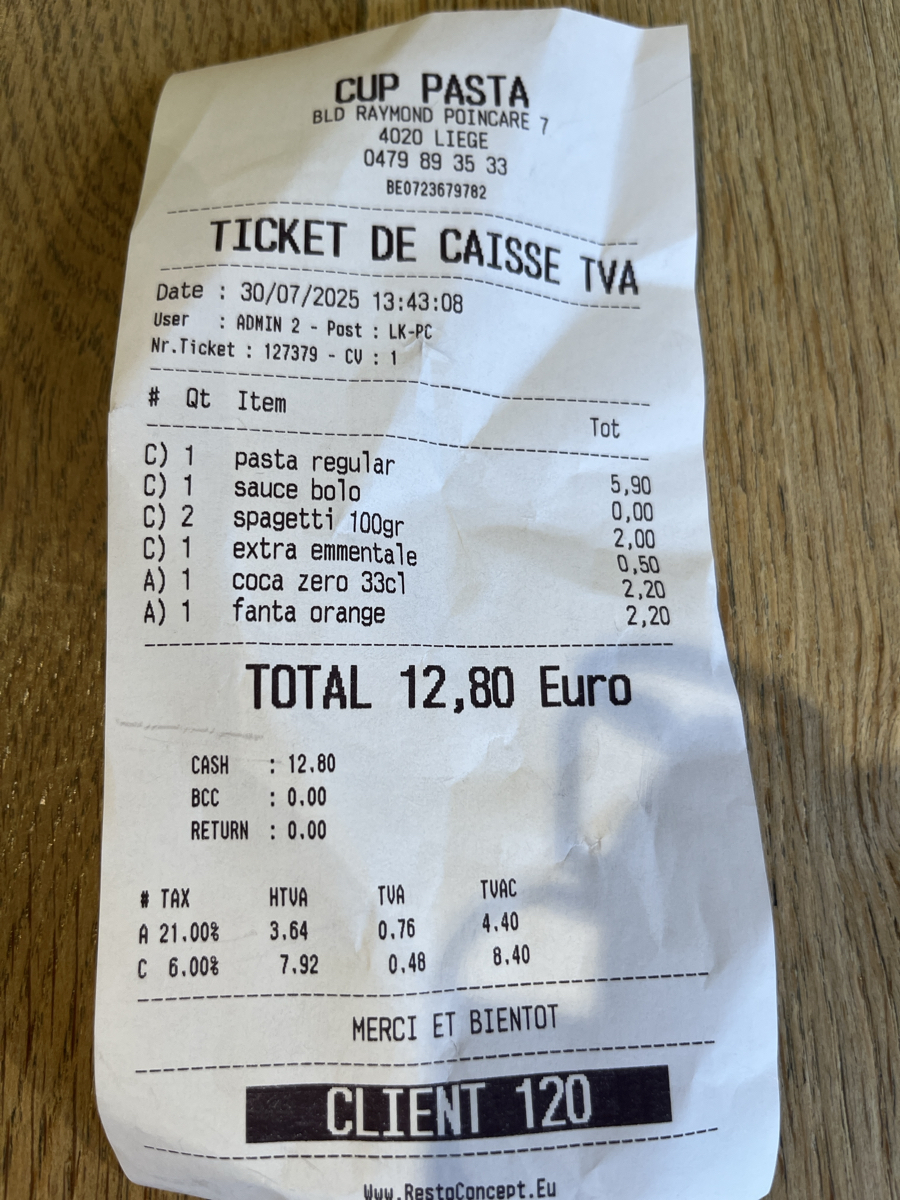 CUP PASTA
BLD RAYMOND POINCARE 7
4020 LIEGE
0479 89 35 33
BE0723679782
TICKET DE CAISSE TVA
Date : 30/07/2025 13:43:08
User : ADMIN 2 - Post : LK-PC
Nr.Ticket : 127379 - CV : 1
# Qt Item Tot
C) 1 pasta regular 5,90
C) 1 sauce bolo 0,00
C) 2 spagetti 100gr 2,00
C) 1 extra emmentale 0,50
A) 1 coca zero 33cl 2,20
A) 1 fanta orange 2,20
TOTAL 12,80 Euro
CASH : 12.80
BCC : 0.00
RETURN : 0.00
# TAX HTVA TVA TVAC
A 21.00% 3.64 0.76 4.40
C 6.00% 7.92 0.48 8.40
MERCI ET BIENTOT
CLIENT 120
Www.RestoConcept.Eu